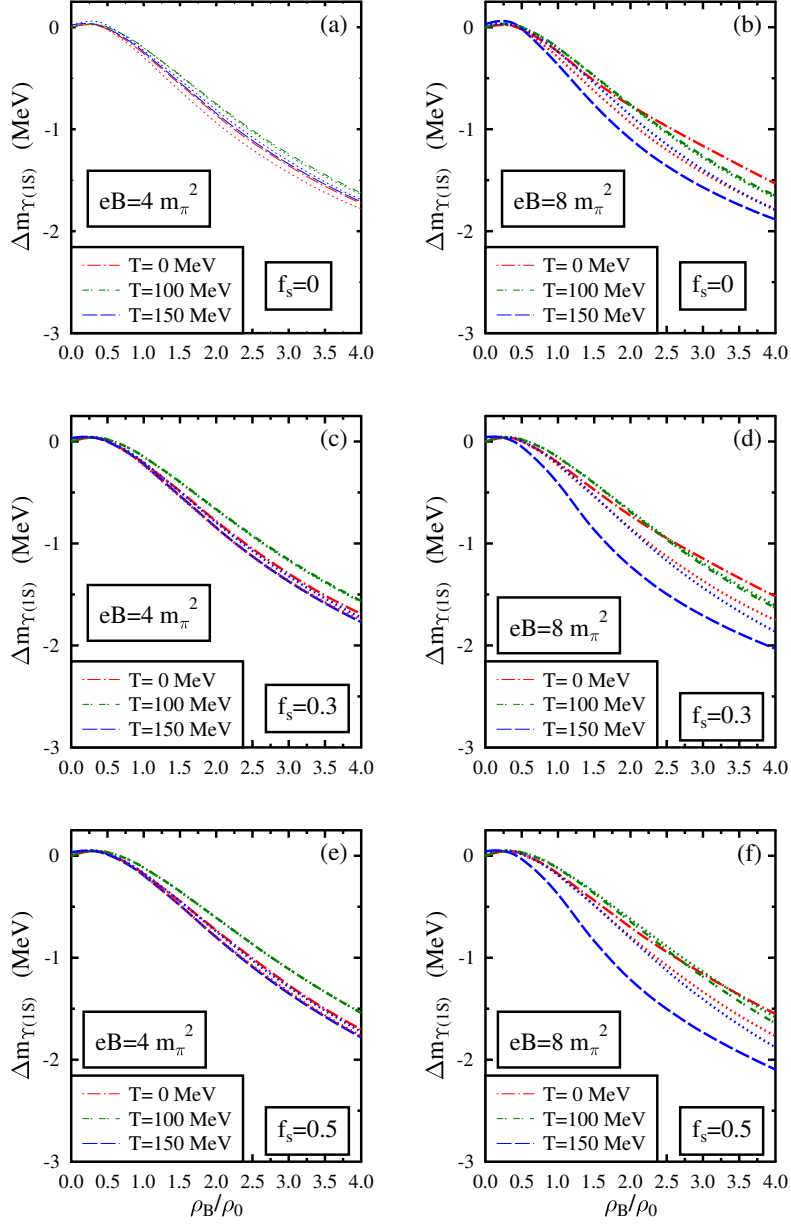 (a)
0
-1
-2
-3
Δm_ϒ(1S) (MeV)
eB=4 m_π^2
T= 0 MeV
T=100 MeV
T=150 MeV
f_s=0
0.0 0.5 1.0 1.5 2.0 2.5 3.0 3.5 4.0
(b)
0
-1
-2
-3
Δm_ϒ(1S) (MeV)
eB=8 m_π^2
T= 0 MeV
T=100 MeV
T=150 MeV
f_s=0
0.0 0.5 1.0 1.5 2.0 2.5 3.0 3.5 4.0
(c)
0
-1
-2
-3
Δm_ϒ(1S) (MeV)
eB=4 m_π^2
T= 0 MeV
T=100 MeV
T=150 MeV
f_s=0.3
0.0 0.5 1.0 1.5 2.0 2.5 3.0 3.5 4.0
(d)
0
-1
-2
-3
Δm_ϒ(1S) (MeV)
eB=8 m_π^2
T= 0 MeV
T=100 MeV
T=150 MeV
f_s=0.3
0.0 0.5 1.0 1.5 2.0 2.5 3.0 3.5 4.0
(e)
0
-1
-2
-3
Δm_ϒ(1S) (MeV)
eB=4 m_π^2
T= 0 MeV
T=100 MeV
T=150 MeV
f_s=0.5
0.0 0.5 1.0 1.5 2.0 2.5 3.0 3.5 4.0
ρ_B/ρ_0
(f)
0
-1
-2
-3
Δm_ϒ(1S) (MeV)
eB=8 m_π^2
T= 0 MeV
T=100 MeV
T=150 MeV
f_s=0.5
0.0 0.5 1.0 1.5 2.0 2.5 3.0 3.5 4.0
ρ_B/ρ_0